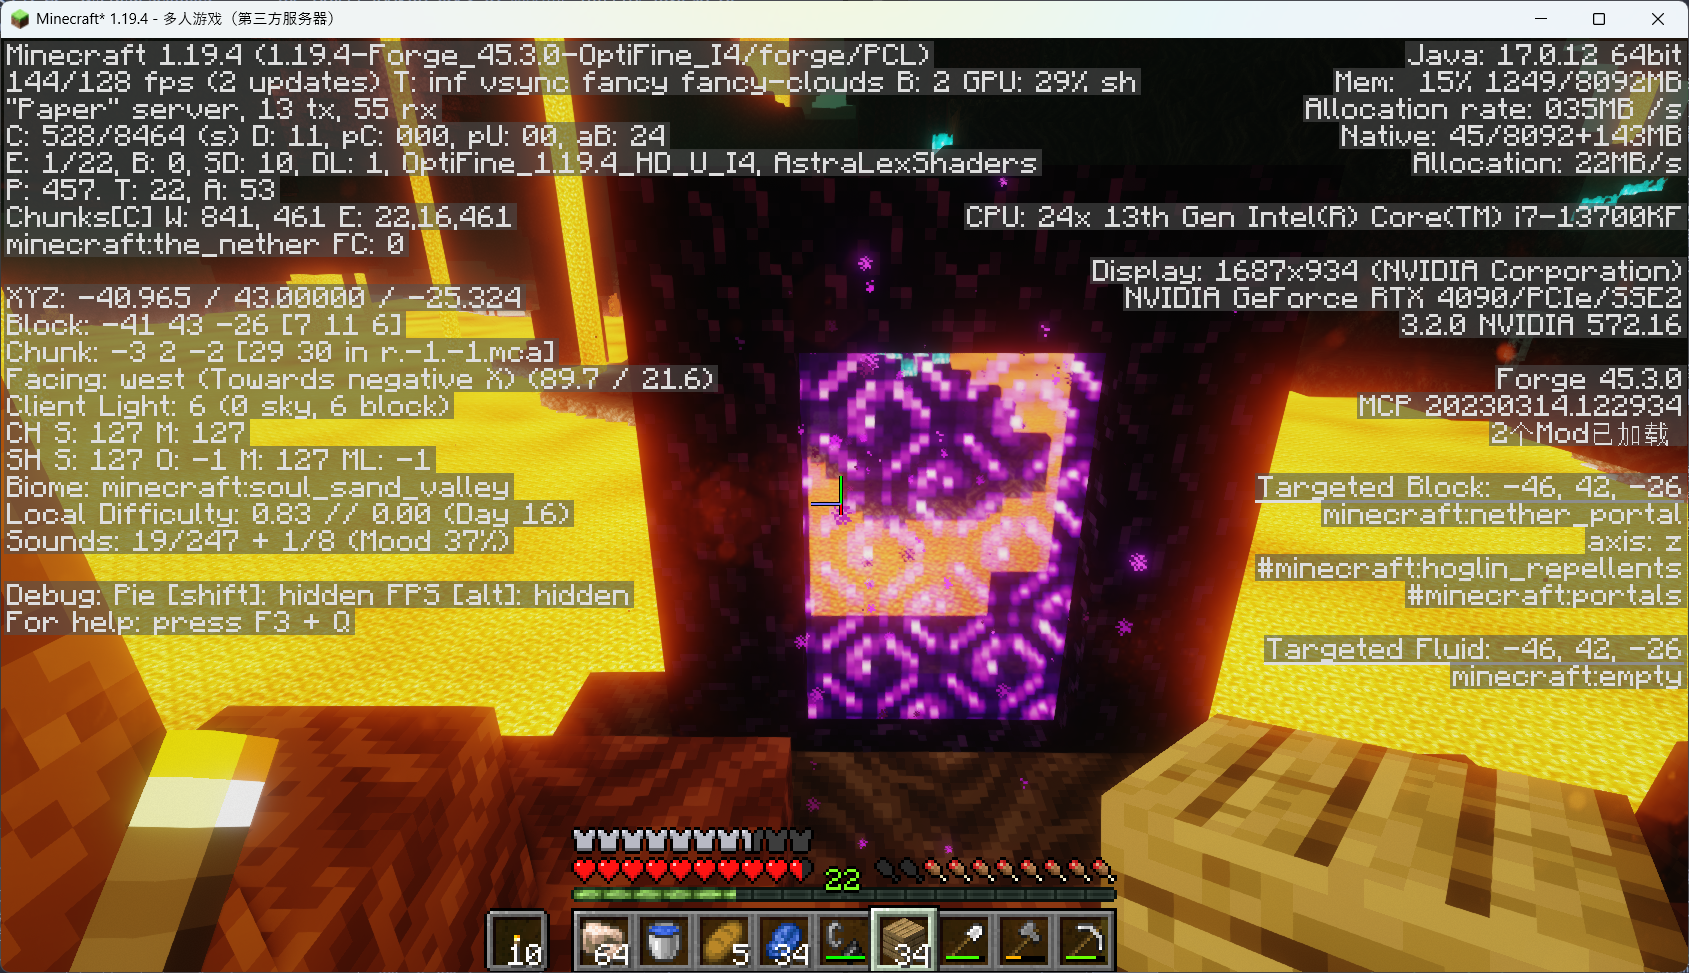 Minecraft* 1.19.4 - 多人游戏（第三方服务器）
Minecraft 1.19.4 (1.19.4-Forge_45.3.0-OptiFine_I4/forge/PCL)
144/128 fps (2 updates) T: inf vsync fancy fancy-clouds B: 2 GPU: 29% sh
"Paper" server, 13 tx, 55 rx
C: 528/8464 (s) D: 11, pC: 000, pU: 00, aB: 24
E: 1/22, B: 0, SD: 10, DL: 1, OptiFine_1.19.4_HD_U_I4, AstraLexShaders
P: 457. T: 22, A: 53
Chunks[C] W: 841, 461 E: 22,16,461
minecraft:the_nether FC: 0
XYZ: -40.965 / 43.00000 / -25.324
Block: -41 43 -26 [7 11 6]
Chunk: -3 2 -2 [29 30 in r.-1.-1.mca]
Facing: west (Towards negative X) (89.7 / 21.6)
Client Light: 6 (0 sky, 6 block)
CH S: 127 M: 127
SH S: 127 O: -1 M: 127 ML: -1
Biome: minecraft:soul_sand_valley
Local Difficulty: 0.83 // 0.00 (Day 16)
Sounds: 19/247 + 1/8 (Mood 37%)
Debug: Pie [shift]: hidden FPS [alt]: hidden
For help: press F3 + Q
Java: 17.0.12 64bit
Mem: 15% 1249/8092MB
Allocation rate: 035MB /s
Native: 45/8092+143MB
Allocation: 22MB/s
CPU: 24x 13th Gen Intel(R) Core(TM) i7-13700KF
Display: 1687x934 (NVIDIA Corporation)
NVIDIA GeForce RTX 4090/PCIe/SSE2
3.2.0 NVIDIA 572.16
Forge 45.3.0
MCP 20230314.122934
2个Mod已加载
Targeted Block: -46, 42, -26
minecraft:nether_portal
axis: z
#minecraft:hoglin_repellents
#minecraft:portals
Targeted Fluid: -46, 42, -26
minecraft:empty
22
10 64 5 34 34